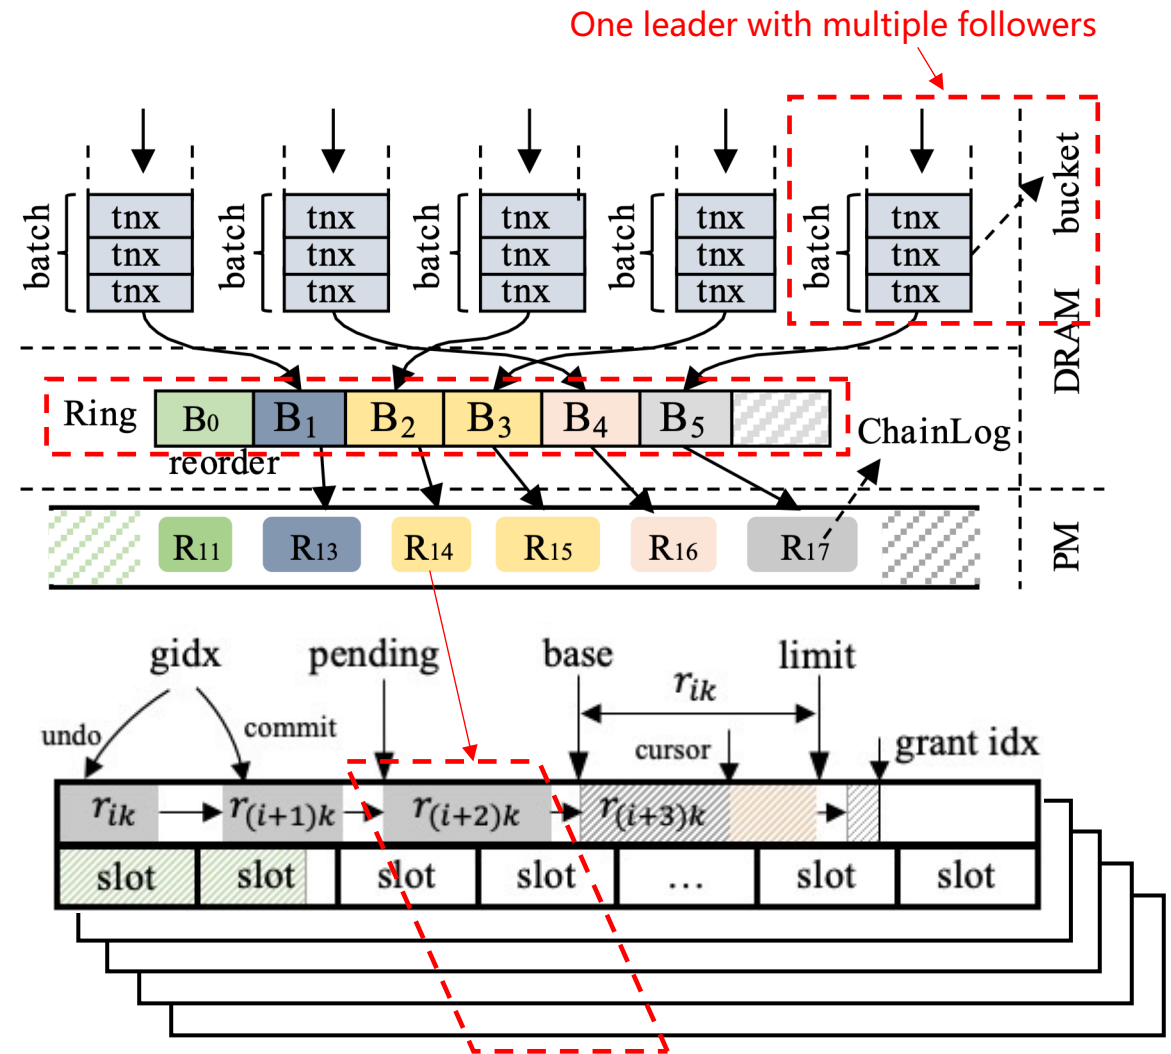 One leader with multiple followers
batch tnx batch tnx batch tnx batch tnx batch tnx bucket
tnx tnx tnx tnx tnx
tnx tnx tnx tnx tnx
DRAM
Ring B0 B1 B2 B3 B4 B5 ChainLog
reorder
R11 R13 R14 R15 R16 R17 PM
gidx pending base limit
rik
undo commit cursor grant idx
rik r(i+1)k r(i+2)k r(i+3)k
slot slot slot slot ... slot slot